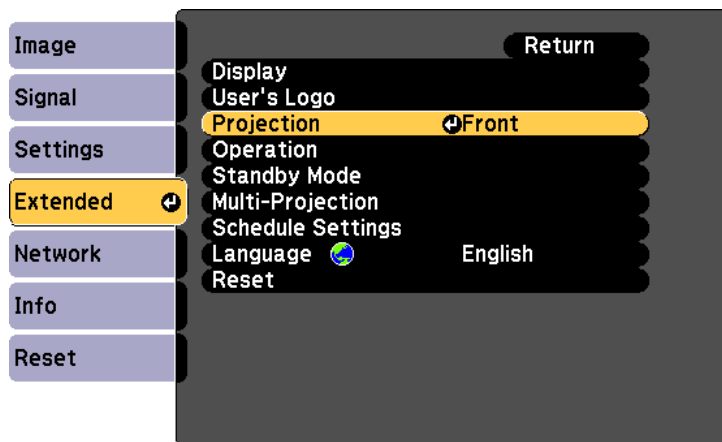 Image
Signal
Settings
Extended
Network
Info
Reset
Return
Display
User's Logo
Projection Front
Operation
Standby Mode
Multi-Projection
Schedule Settings
Language English
Reset